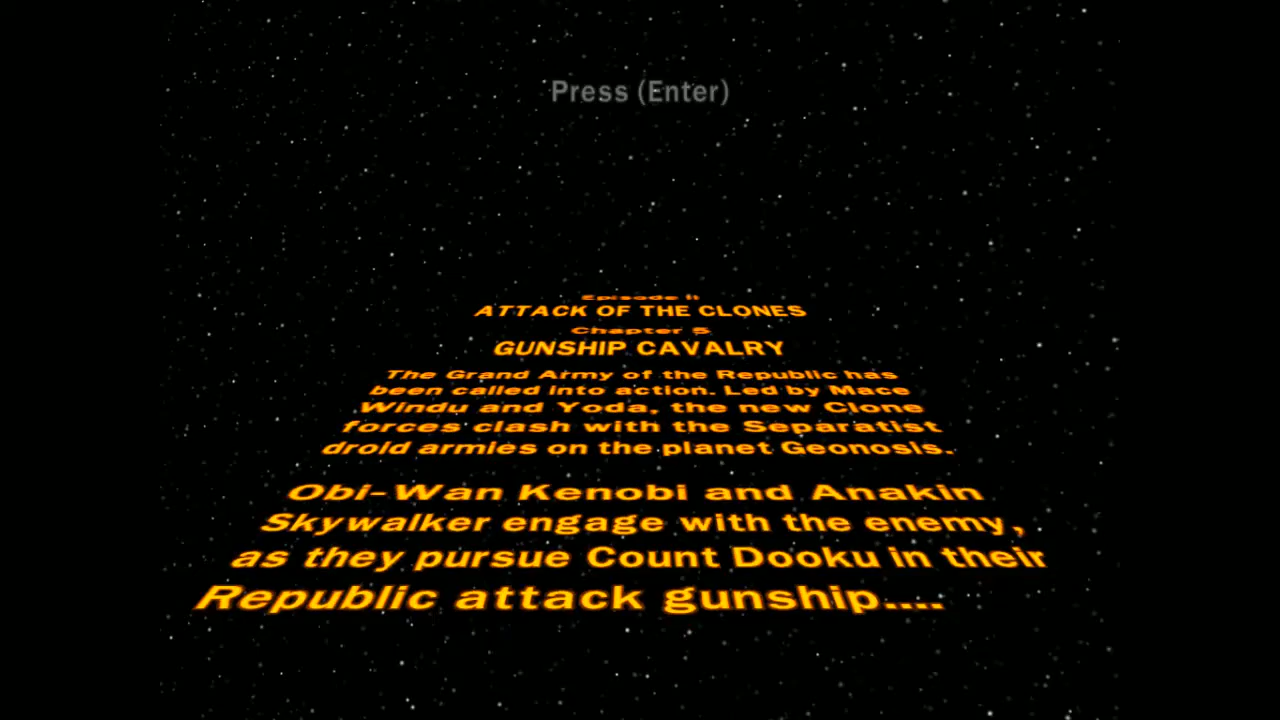 Press (Enter)
Episode II
ATTACK OF THE CLONES
Chapter 5
GUNSHIP CAVALRY
The Grand Army of the Republic has
been called into action. Led by Mace
Windu and Yoda, the new Clone
forces clash with the Separatist
droid armies on the planet Geonosis.
Obi-Wan Kenobi and Anakin
Skywalker engage with the enemy,
as they pursue Count Dooku in their
Republic attack gunship....